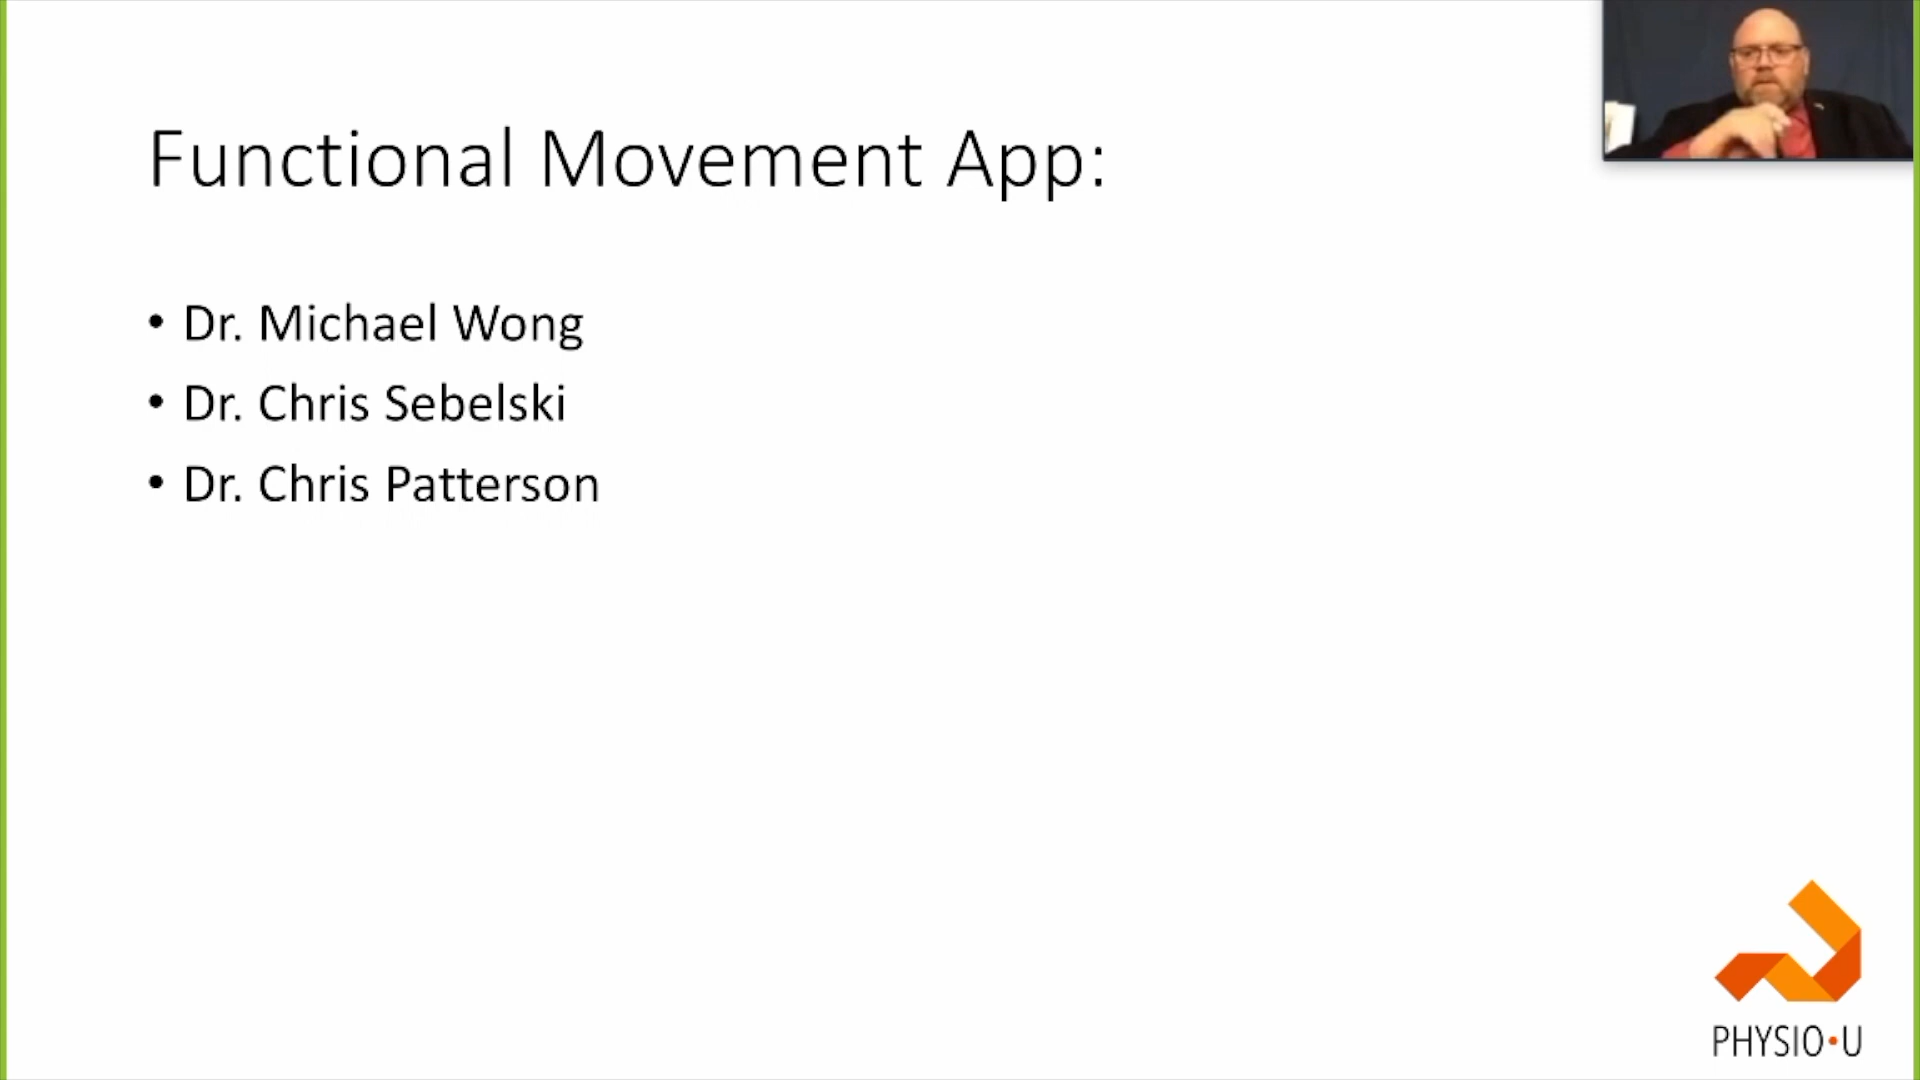 Functional Movement App:
• Dr. Michael Wong
• Dr. Chris Sebelski
• Dr. Chris Patterson
PHYSIO•U